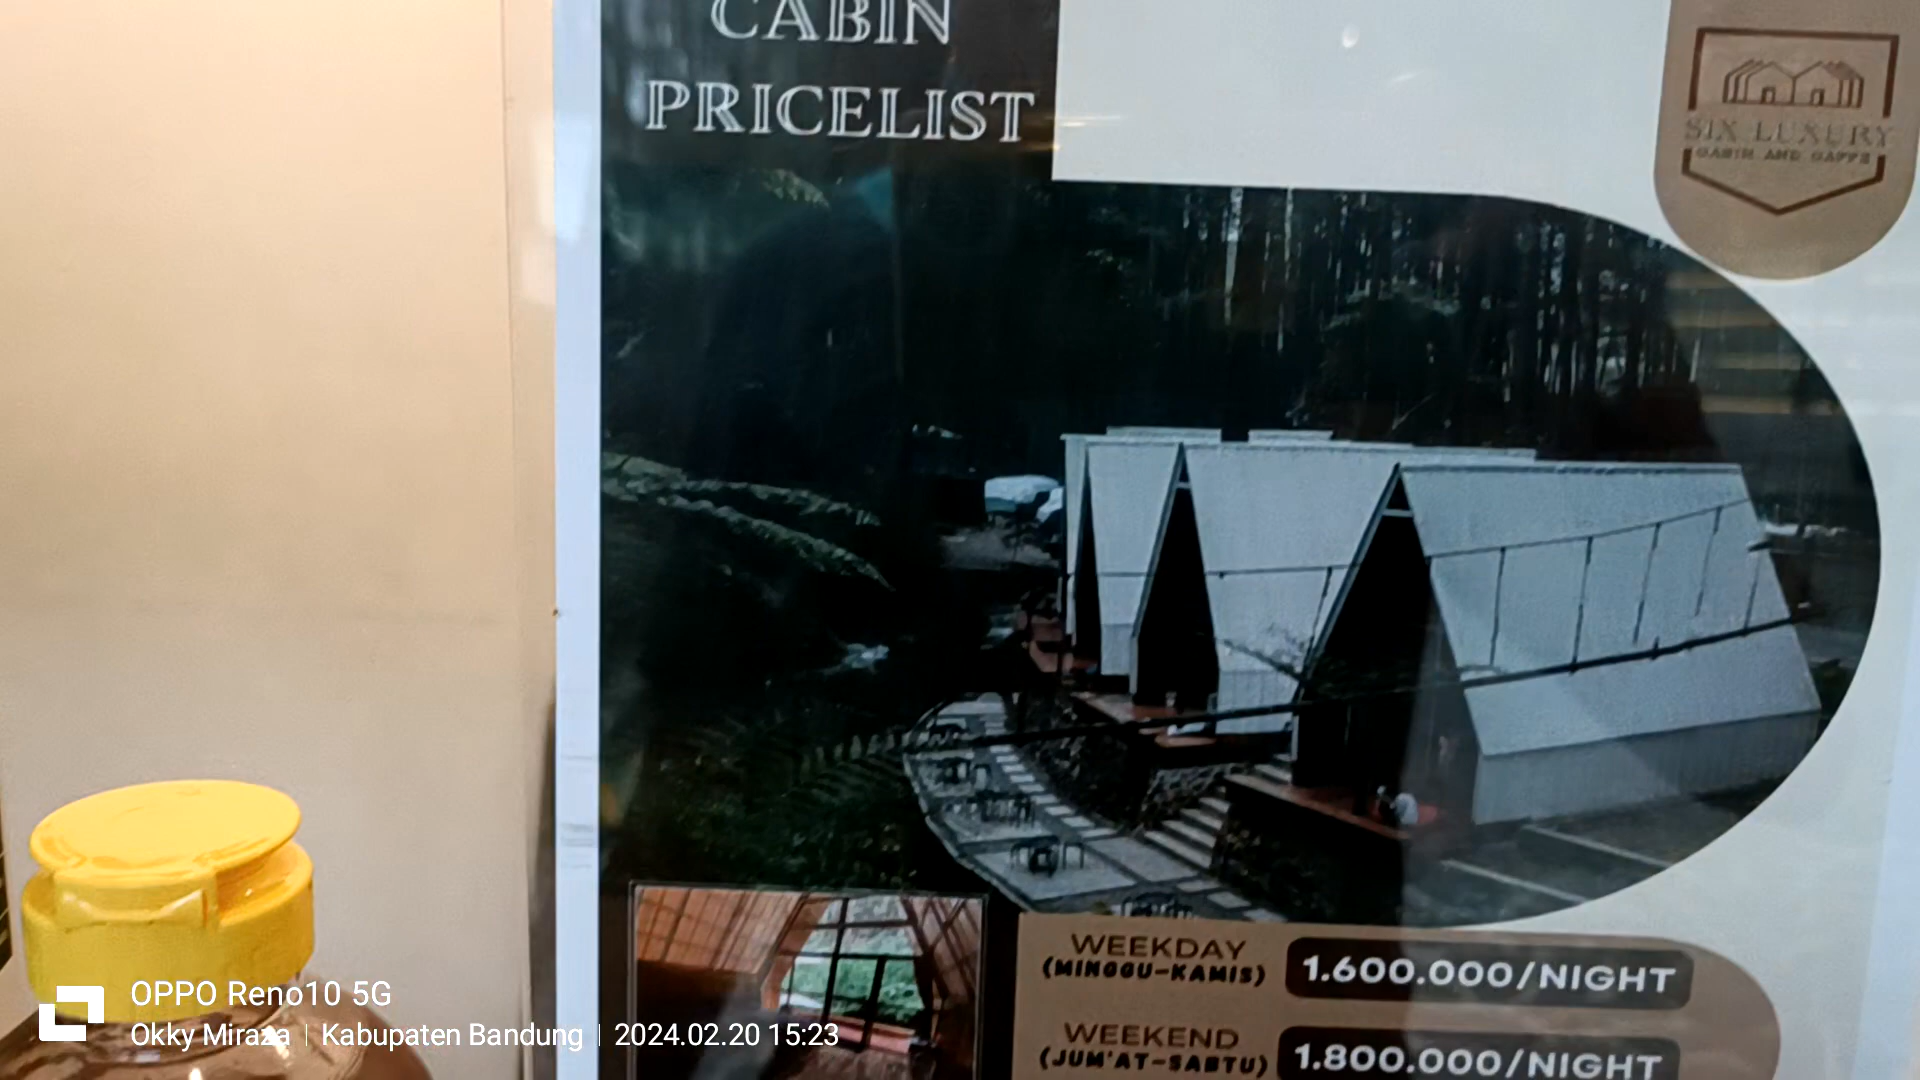 CABIN
PRICELIST
SIX LUXURY
CABIN AND CAFFE
WEEKDAY
(MINGGU-KAMIS)
1.600.000/NIGHT
WEEKEND
(JUM'AT-SABTU)
1.800.000/NIGHT
OPPO Reno10 5G
Okky Miraza | Kabupaten Bandung | 2024.02.20 15:23